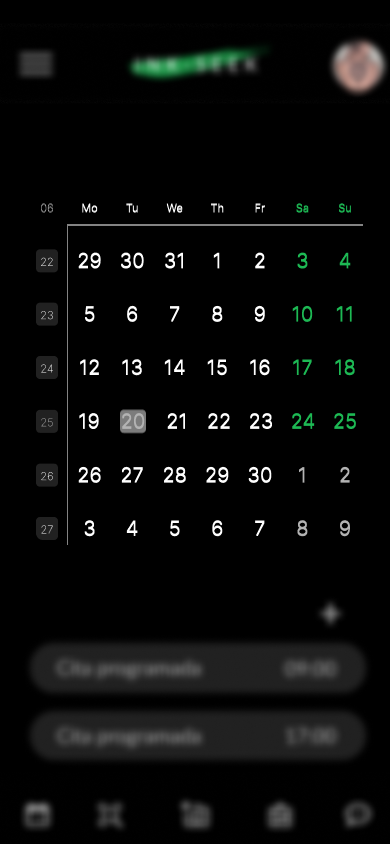 INK SEEK
06 Mo Tu We Th Fr Sa Su
22 29 30 31 1 2 3 4
23 5 6 7 8 9 10 11
24 12 13 14 15 16 17 18
25 19 20 21 22 23 24 25
26 26 27 28 29 30 1 2
27 3 4 5 6 7 8 9
+
Cita programada 09:00
Cita programada 17:00